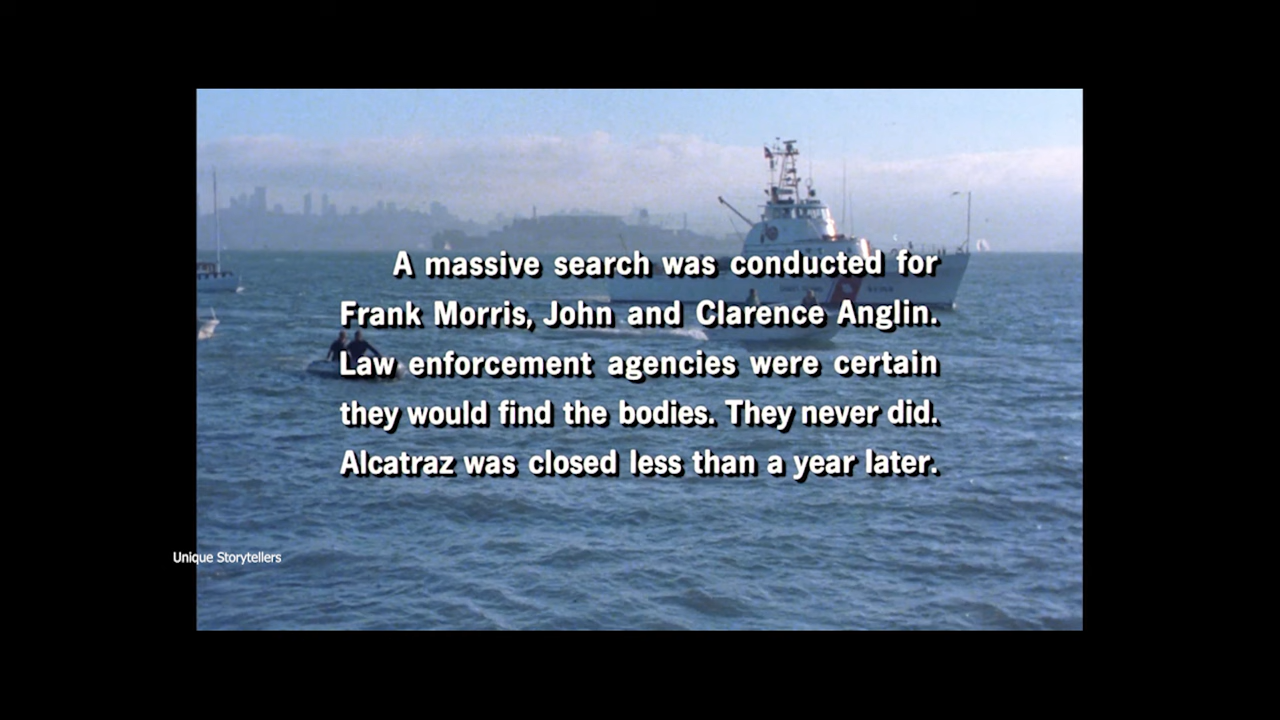 A massive search was conducted for
Frank Morris, John and Clarence Anglin.
Law enforcement agencies were certain
they would find the bodies. They never did.
Alcatraz was closed less than a year later.
Unique Storytellers